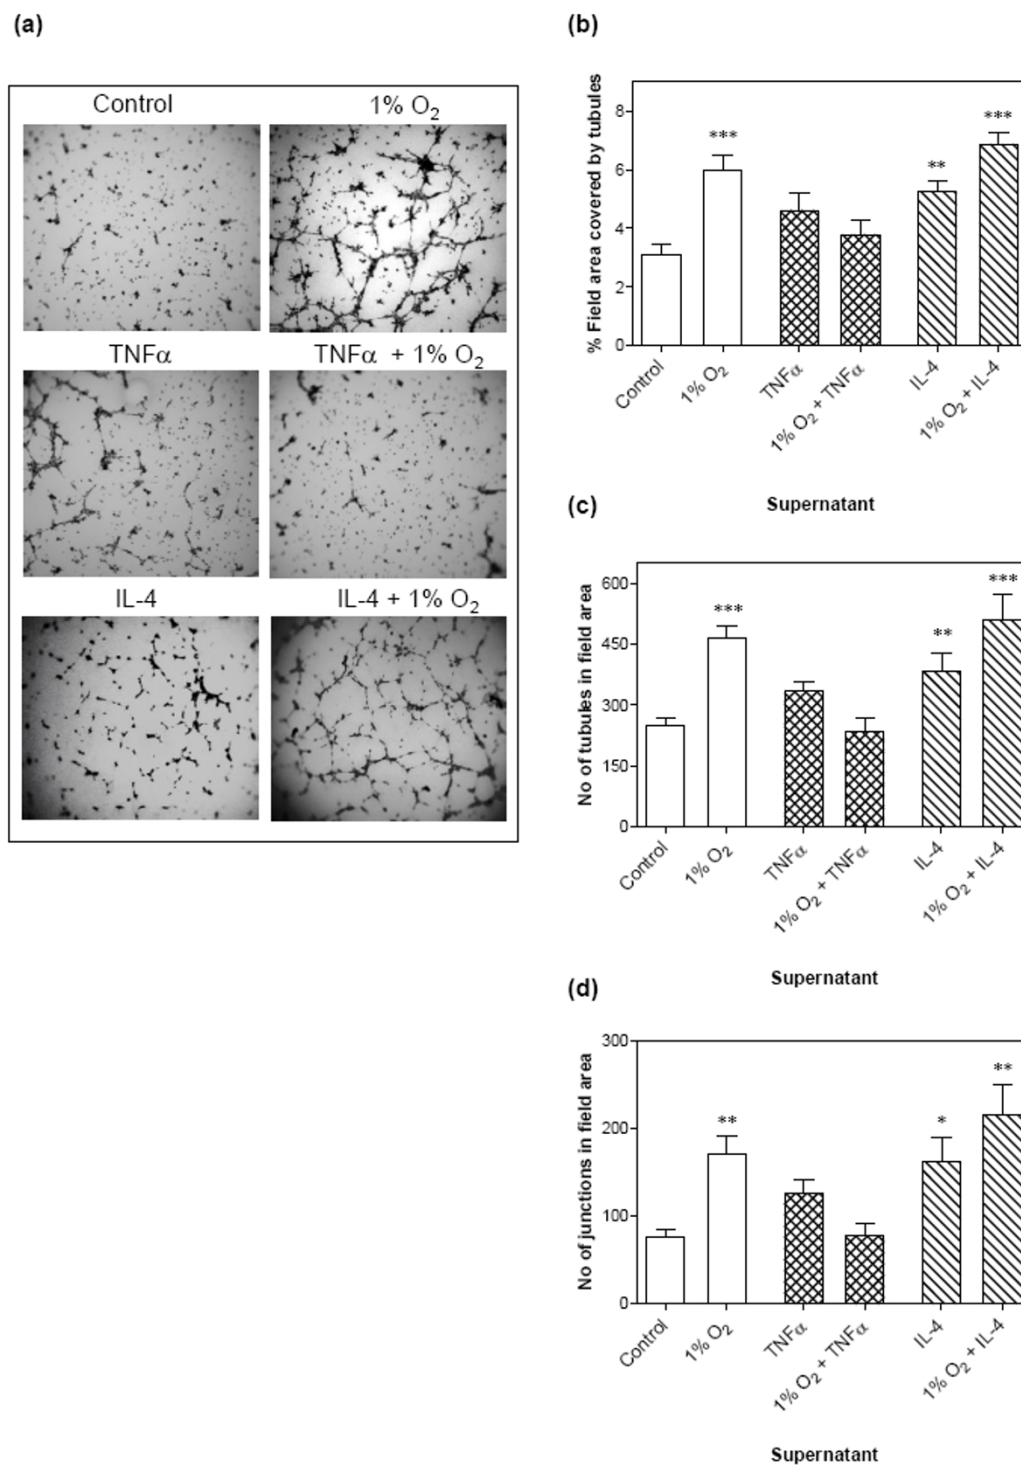 (a)
Control
1% O2
TNFα
TNFα + 1% O2
IL-4
IL-4 + 1% O2
(b)
% Field area covered by tubules
8
6
4
2
0
***
**
***
Control
1% O2
TNFα
1% O2 + TNFα
IL-4
1% O2 + IL-4
Supernatant
(c)
No of tubules in field area
600
450
300
150
0
***
**
***
Control
1% O2
TNFα
1% O2 + TNFα
IL-4
1% O2 + IL-4
Supernatant
(d)
No of junctions in field area
300
200
100
0
**
*
**
Control
1% O2
TNFα
1% O2 + TNFα
IL-4
1% O2 + IL-4
Supernatant